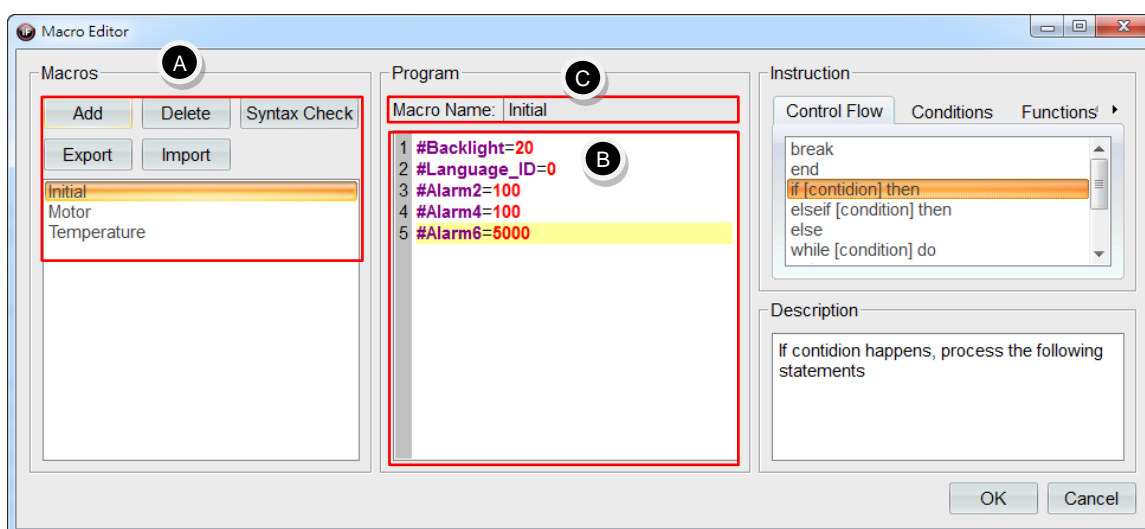 Macro Editor
Macros
A
Add Delete Syntax Check
Export Import
Initial
Motor
Temperature
Program
C
Macro Name: Initial
B
1 #Backlight=20
2 #Language_ID=0
3 #Alarm2=100
4 #Alarm4=100
5 #Alarm6=5000
Instruction
Control Flow Conditions Functions
break
end
if [contidion] then
elseif [condition] then
else
while [condition] do
Description
If contidion happens, process the following
statements
OK Cancel